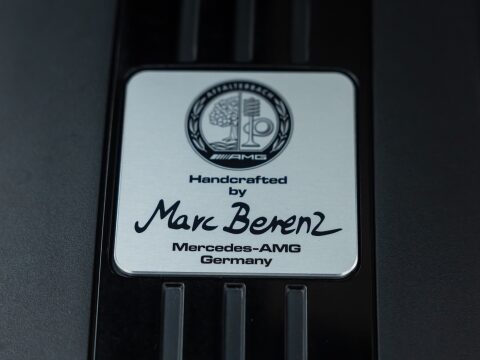 AFFALTERBACH
AMG
Handcrafted
by
Marc Berenz
Mercedes-AMG
Germany